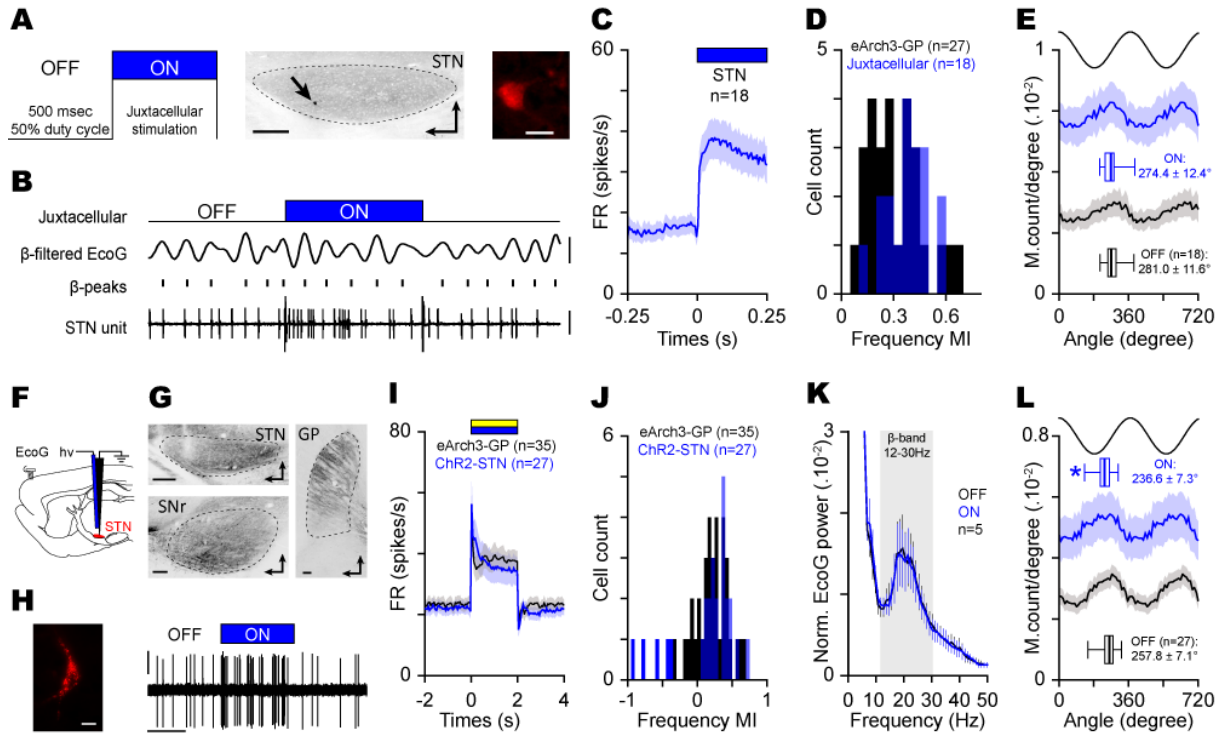 A
OFF
ON
500 msec
50% duty cycle
Juxtacellular
stimulation
STN
B
Juxtacellular
OFF
ON
β-filtered EcoG
β-peaks
STN unit
C
60
STN
n=18
FR (spikes/s)
0
-0.25
0
0.25
Times (s)
D
5
eArch3-GP (n=27)
Juxtacellular (n=18)
Cell count
0
0
0.3
0.6
Frequency MI
E
1
M.count/degree (.10⁻²)
ON:
274.4 ± 12.4°
OFF (n=18):
281.0 ± 11.6°
0
0
360
720
Angle (degree)
F
EcoG
hv
STN
G
STN
GP
SNr
H
OFF
ON
I
80
eArch3-GP (n=35)
ChR2-STN (n=27)
FR (spikes/s)
0
-2
0
2
4
Times (s)
J
6
eArch3-GP (n=35)
ChR2-STN (n=27)
Cell count
0
-1
0
1
Frequency MI
K
3
β-band
12-30Hz
OFF
ON
n=5
Norm. EcoG power (.10⁻²)
0
0
10
20
30
40
50
Frequency (Hz)
L
0.8
ON:
* 236.6 ± 7.3°
M.count/degree (.10⁻²)
OFF (n=27):
257.8 ± 7.1°
0
0
360
720
Angle (degree)